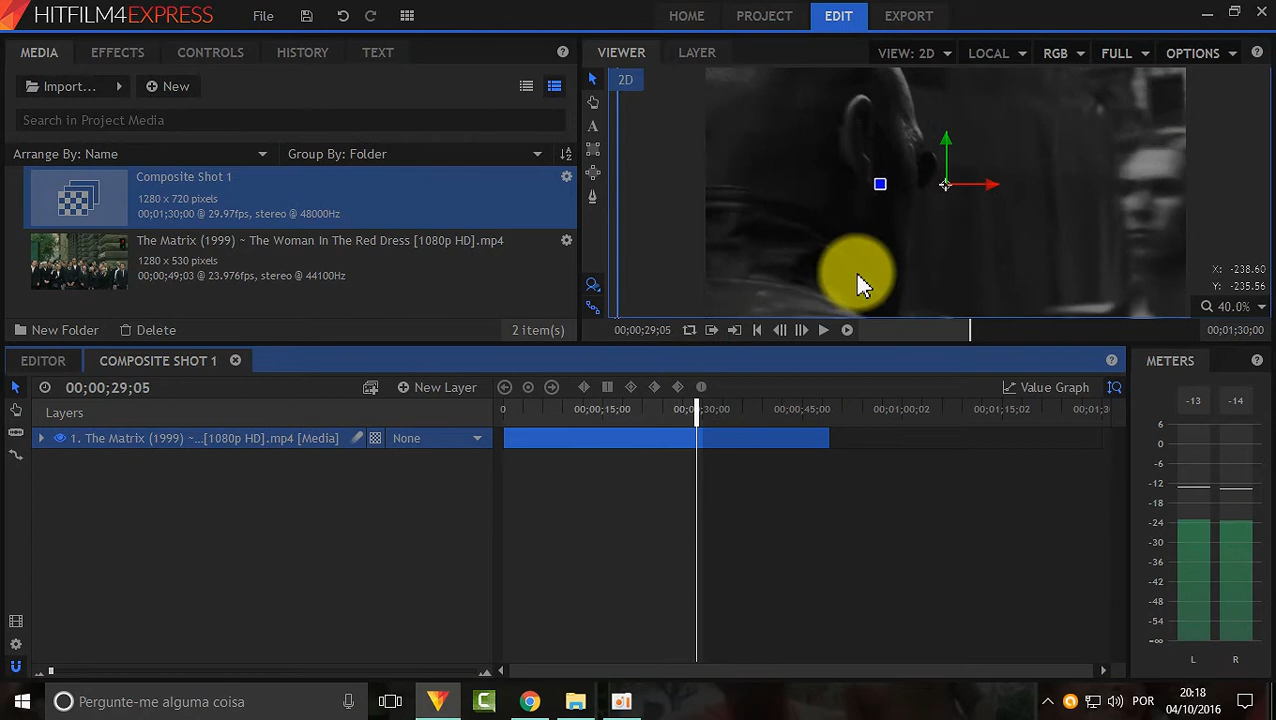 HITFILM4EXPRESS File HOME PROJECT EDIT EXPORT
MEDIA EFFECTS CONTROLS HISTORY TEXT
VIEWER LAYER VIEW: 2D LOCAL RGB FULL OPTIONS
Import... New
2D
Search in Project Media
Arrange By: Name Group By: Folder
Composite Shot 1
1280 x 720 pixels
00;01;30;00 @ 29.97fps, stereo @ 48000Hz
The Matrix (1999) ~ The Woman In The Red Dress [1080p HD].mp4
1280 x 530 pixels
00;00;49;03 @ 23.976fps, stereo @ 44100Hz
X: -238.60
Y: -235.56
40.0%
New Folder Delete 2 item(s)
00;00;29;05 00;01;30;00
EDITOR COMPOSITE SHOT 1 METERS
00;00;29;05 New Layer Value Graph
-13 -14
Layers 0 00;00;15;00 00;00;30;00 00;00;45;00 00;01;00;02 00;01;15;02 00;01;3
1. The Matrix (1999) ~...[1080p HD].mp4 [Media] None
6
0
-6
-12
-18
-24
-30
-36
-42
-48
-54
-∞
L R
Pergunte-me alguma coisa
POR
20:18
04/10/2016